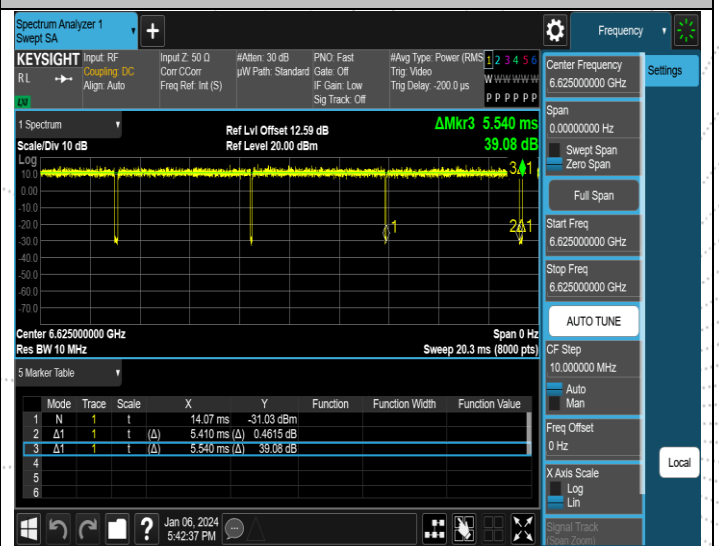 Spectrum Analyzer 1
Swept SA
+
Frequency
KEYSIGHT
RL
LXI
Input: RF
Coupling: DC
Align: Auto
Input Z: 50 Ω
Corr CCorr
Freq Ref: Int (S)
#Atten: 30 dB
µW Path: Standard
PNO: Fast
Gate: Off
IF Gain: Low
Sig Track: Off
#Avg Type: Power (RMS
Trig: Video
Trig Delay: -200.0 µs
1 2 3 4 5 6
W W W W W W
P P P P P P
1 Spectrum
Scale/Div 10 dB
Log
Ref Lvl Offset 12.59 dB
Ref Level 20.00 dBm
ΔMkr3 5.540 ms
39.08 dB
10.0
0.00
-10.0
-20.0
-30.0
-40.0
-50.0
-60.0
-70.0
3Δ1
1
2Δ1
Center 6.625000000 GHz
Res BW 10 MHz
Span 0 Hz
Sweep 20.3 ms (8000 pts)
5 Marker Table
Mode Trace Scale X Y Function Function Width Function Value
1 N 1 t 14.07 ms -31.03 dBm
2 Δ1 1 t (Δ) 5.410 ms (Δ) 0.4615 dB
3 Δ1 1 t (Δ) 5.540 ms (Δ) 39.08 dB
4
5
6
?
Jan 06, 2024
5:42:37 PM
Center Frequency
6.625000000 GHz
Settings
Span
0.00000000 Hz
Swept Span
Zero Span
Full Span
Start Freq
6.625000000 GHz
Stop Freq
6.625000000 GHz
AUTO TUNE
CF Step
10.000000 MHz
Auto
Man
Freq Offset
0 Hz
Local
X Axis Scale
Log
Lin
Signal Track
(Span Zoom)